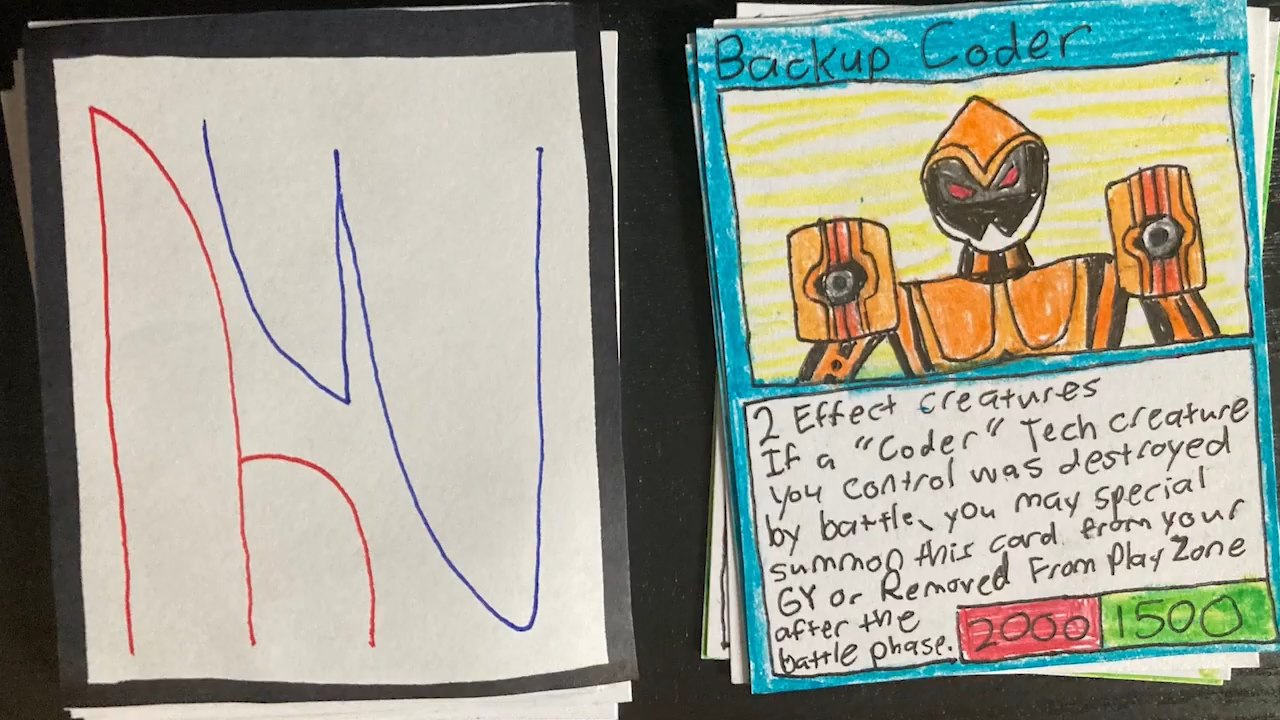 Backup Coder
2 Effect creatures
If a "Coder" Tech creature
you control was destroyed
by battle, you may special
summon this card from your
GY or Removed From Play Zone
after the
battle phase.
2000 1500